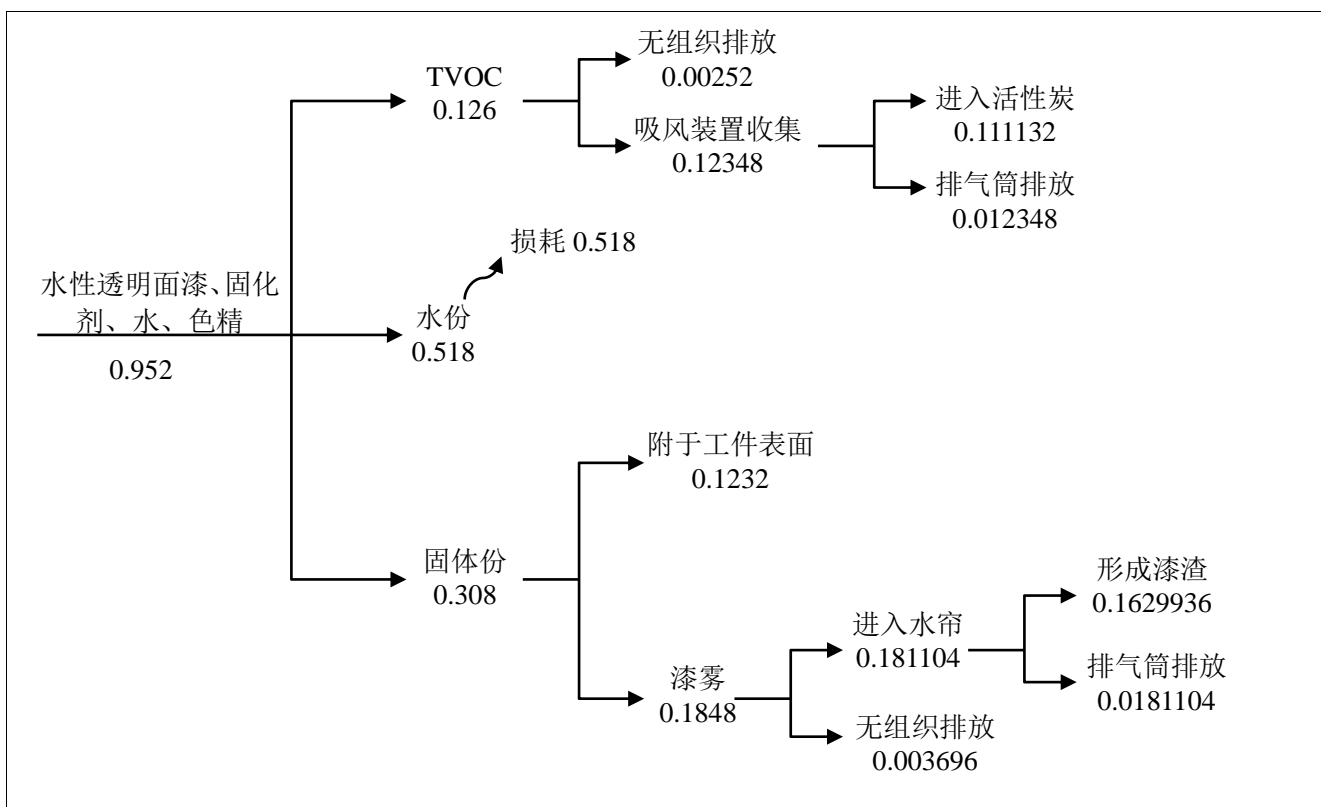 无组织排放
0.00252
TVOC
0.126
进入活性炭
0.111132
吸风装置收集
0.12348
排气筒排放
0.012348
损耗 0.518
水性透明面漆、固化
剂、水、色精
0.952
水份
0.518
附于工件表面
0.1232
固体份
0.308
形成漆渣
0.1629936
进入水帘
0.181104
排气筒排放
0.0181104
漆雾
0.1848
无组织排放
0.003696